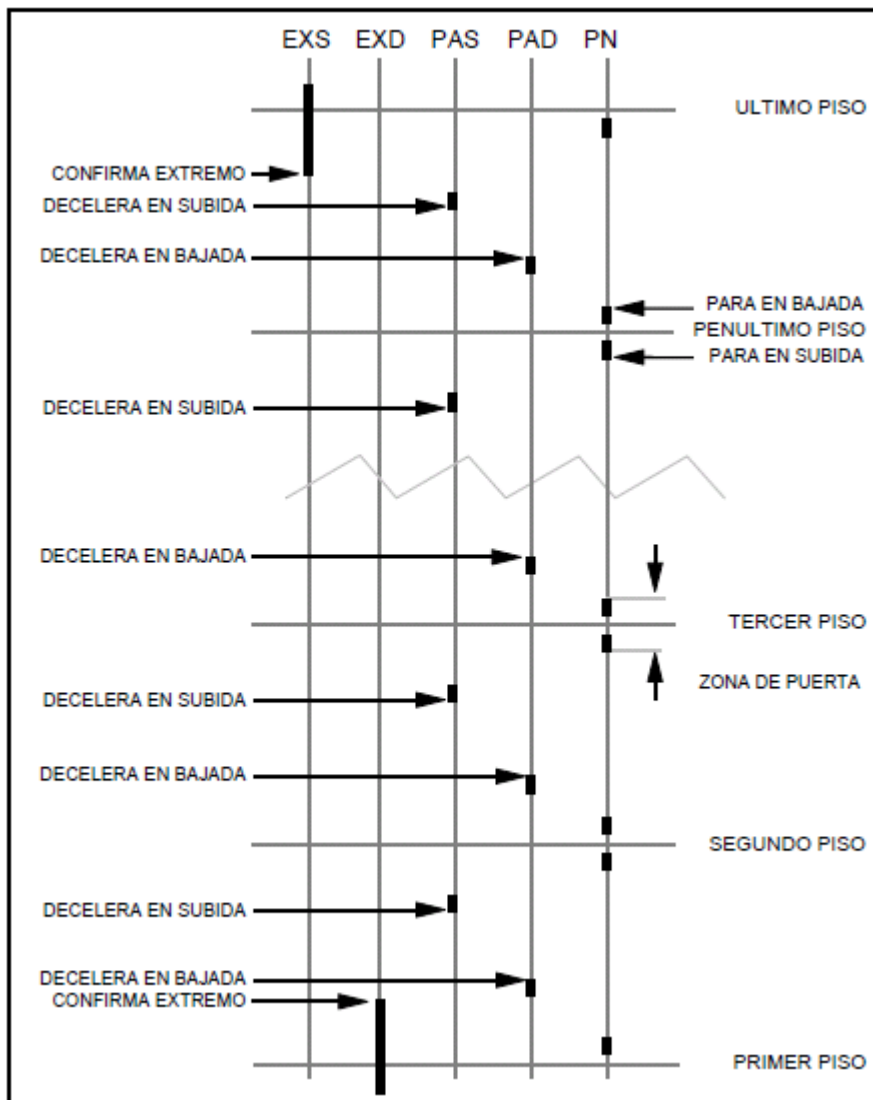 EXS EXD PAS PAD PN
ULTIMO PISO
CONFIRMA EXTREMO
DECELERA EN SUBIDA
DECELERA EN BAJADA
PARA EN BAJADA
PENULTIMO PISO
PARA EN SUBIDA
DECELERA EN SUBIDA
DECELERA EN BAJADA
TERCER PISO
ZONA DE PUERTA
DECELERA EN SUBIDA
DECELERA EN BAJADA
SEGUNDO PISO
DECELERA EN SUBIDA
DECELERA EN BAJADA
CONFIRMA EXTREMO
PRIMER PISO